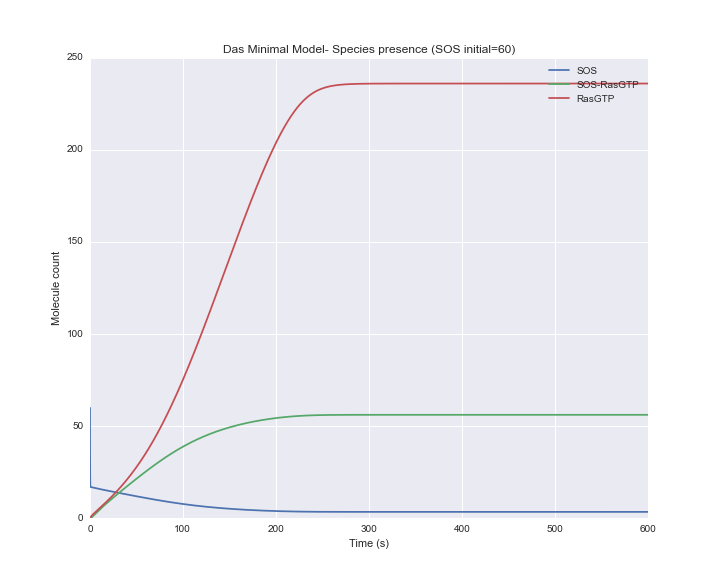 Das Minimal Model- Species presence (SOS initial=60)
250
200
150
100
50
0
Molecule count
SOS
SOS-RasGTP
RasGTP
0 100 200 300 400 500 600
Time (s)